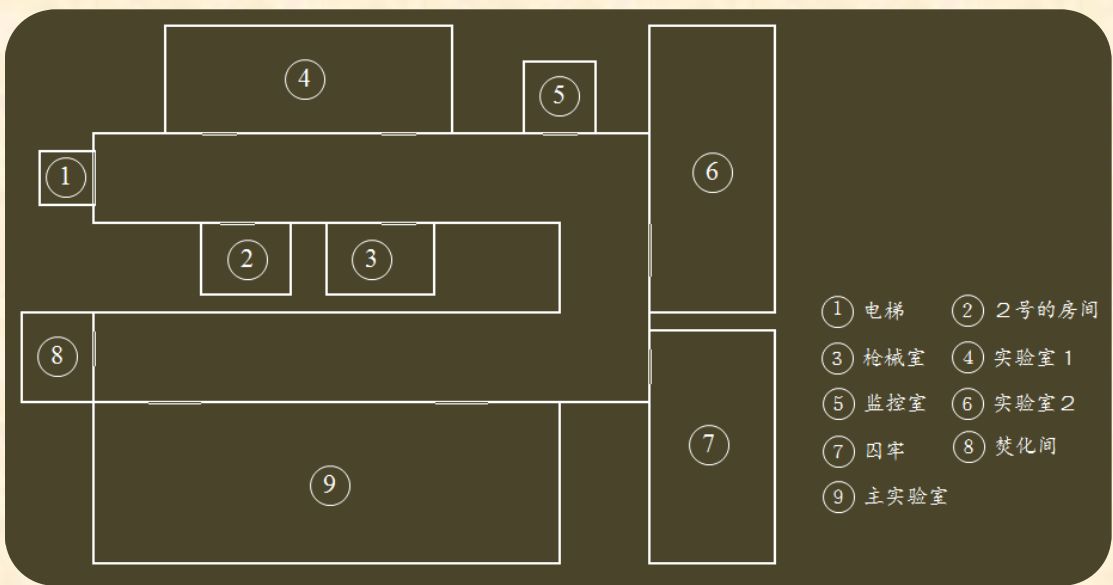 ④
⑤
①
⑥
②
③
⑧
⑦
⑨
① 电梯 ② 2号的房间
③ 枪械室 ④ 实验室1
⑤ 监控室 ⑥ 实验室2
⑦ 囚牢 ⑧ 焚化间
⑨ 主实验室